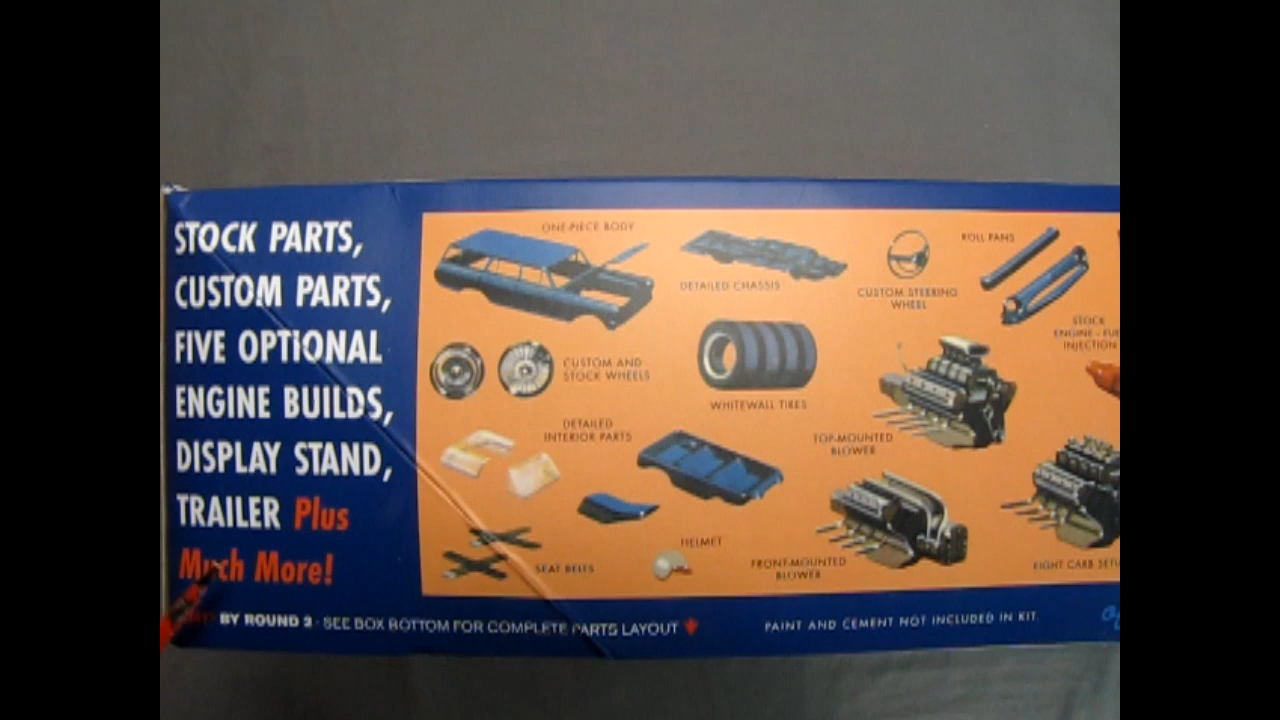 STOCK PARTS,
CUSTOM PARTS,
FIVE OPTIONAL
ENGINE BUILDS,
DISPLAY STAND,
TRAILER Plus
Much More!
ONE-PIECE BODY
DETAILED CHASSIS
CUSTOM STEERING
WHEEL
ROLL PANS
STOCK
ENGINE - FUE
INJECTION
CUSTOM AND
STOCK WHEELS
WHITEWALL TIRES
DETAILED
INTERIOR PARTS
TOP-MOUNTED
BLOWER
SEAT BELTS
HELMET
FRONT-MOUNTED
BLOWER
EIGHT CARB SETU
BY ROUND 2 · SEE BOX BOTTOM FOR COMPLETE PARTS LAYOUT
PAINT AND CEMENT NOT INCLUDED IN KIT.